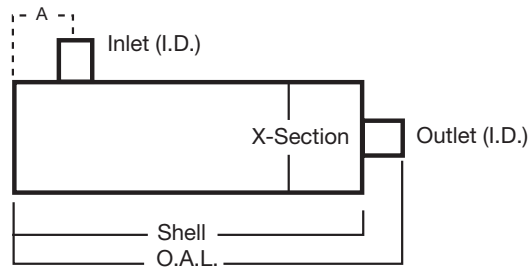 A
Inlet (I.D.)
X-Section
Outlet (I.D.)
Shell
O.A.L.